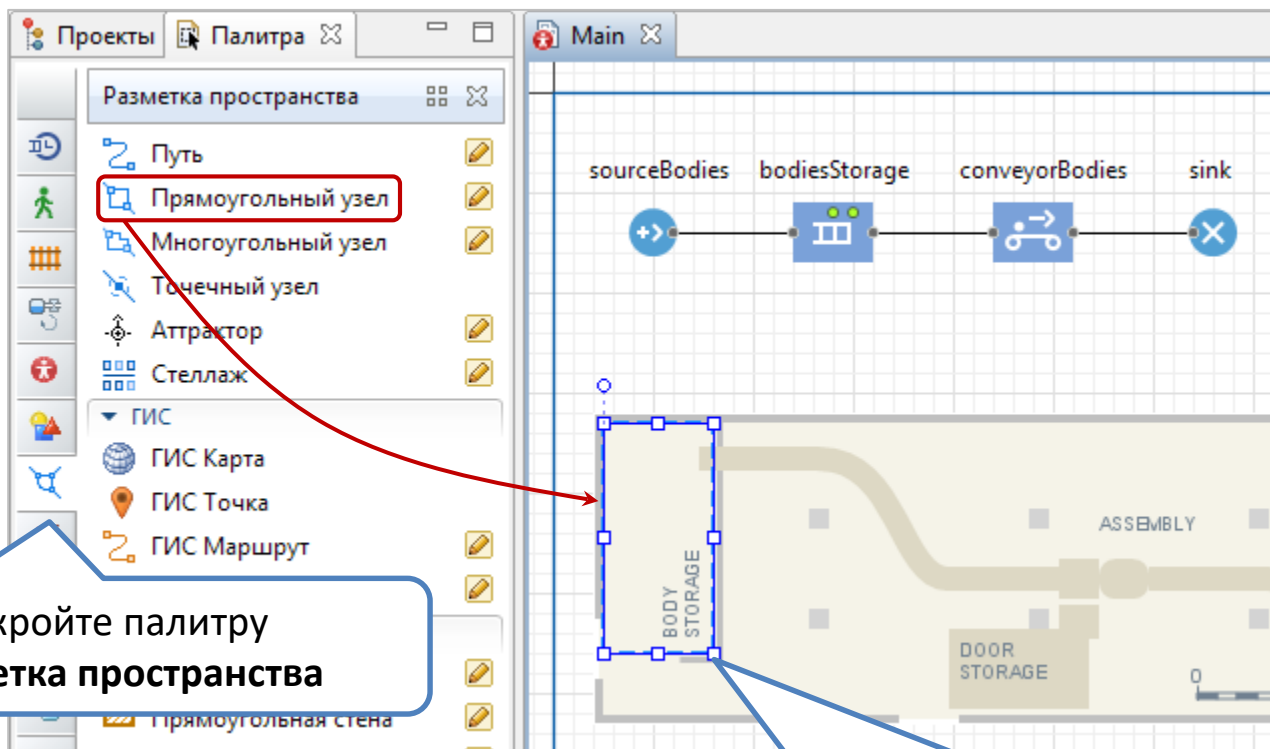 Проекты
Палитра
Main
Разметка пространства
Путь
Прямоугольный узел
Многоугольный узел
Точечный узел
Аттрактор
Стеллаж
ГИС
ГИС Карта
ГИС Точка
ГИС Маршрут
кройте палитру
етка пространства
Прямоугольная стена
sourceBodies
bodiesStorage
conveyorBodies
sink
ASSEMBLY
BODY
STORAGE
DOOR
STORAGE
0